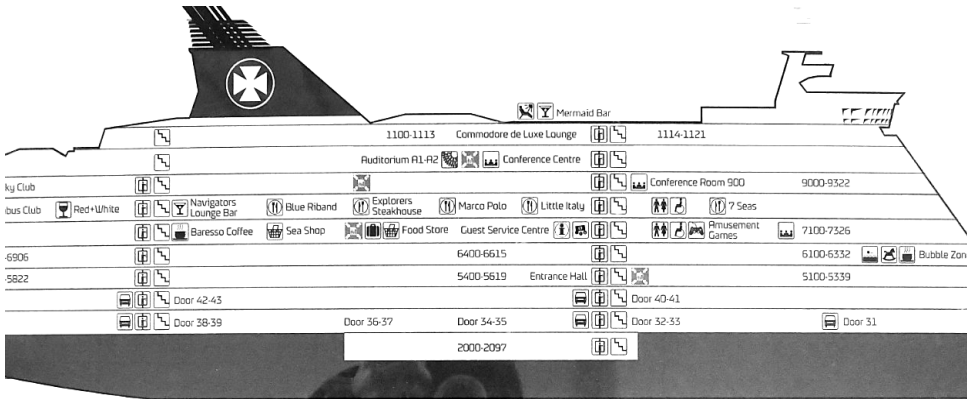 Mermaid Bar
1100-1113 Commodore de Luxe Lounge 1114-1121
Auditorium A1-A2 Conference Centre
ky Club Conference Room 900 9000-9322
bus Club Red+White Navigators Lounge Bar Blue Riband Explorers Steakhouse Marco Polo Little Italy 7 Seas
Baresso Coffee Sea Shop Food Store Guest Service Centre Amusement Games 7100-7326
-6906 6400-6615 6100-6332 Bubble Zon
-5822 5400-5619 Entrance Hall 5100-5339
Door 42-43 Door 40-41
Door 38-39 Door 36-37 Door 34-35 Door 32-33 Door 31
2000-2097